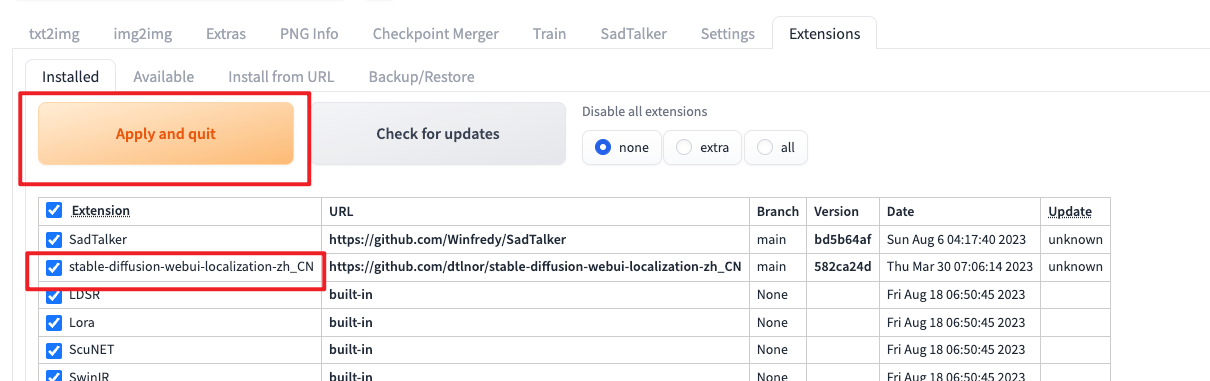 txt2img img2img Extras PNG Info Checkpoint Merger Train SadTalker Settings Extensions
Installed Available Install from URL Backup/Restore
Disable all extensions
Apply and quit Check for updates
none extra all
Extension URL Branch Version Date Update
SadTalker https://github.com/Winfredy/SadTalker main bd5b64af Sun Aug 6 04:17:40 2023 unknown
stable-diffusion-webui-localization-zh_CN https://github.com/dtlnor/stable-diffusion-webui-localization-zh_CN main 582ca24d Thu Mar 30 07:06:14 2023 unknown
LDSR built-in None Fri Aug 18 06:50:45 2023
Lora built-in None Fri Aug 18 06:50:45 2023
ScuNET built-in None Fri Aug 18 06:50:45 2023
SwinIR built-in None Fri Aug 18 06:50:45 2023